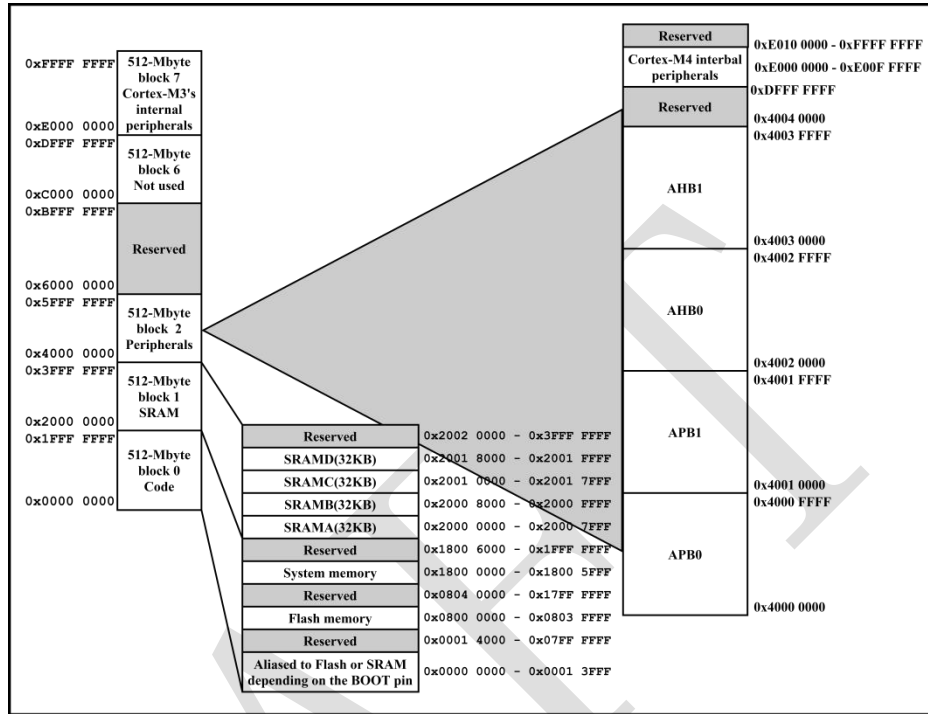 0xFFFF FFFF
512-Mbyte
block 7
Cortex-M3's
internal
peripherals
0xE000 0000
0xDFFF FFFF
512-Mbyte
block 6
Not used
0xC000 0000
0xBFFF FFFF
Reserved
0x6000 0000
0x5FFF FFFF
512-Mbyte
block 2
Peripherals
0x4000 0000
0x3FFF FFFF
512-Mbyte
block 1
SRAM
0x2000 0000
0x1FFF FFFF
512-Mbyte
block 0
Code
0x0000 0000
Reserved 0x2002 0000 - 0x3FFF FFFF
SRAMD(32KB) 0x2001 8000 - 0x2001 FFFF
SRAMC(32KB) 0x2001 0000 - 0x2001 7FFF
SRAMB(32KB) 0x2000 8000 - 0x2000 FFFF
SRAMA(32KB) 0x2000 0000 - 0x2000 7FFF
Reserved 0x1800 6000 - 0x1FFF FFFF
System memory 0x1800 0000 - 0x1800 5FFF
Reserved 0x0804 0000 - 0x17FF FFFF
Flash memory 0x0800 0000 - 0x0803 FFFF
Reserved 0x0001 4000 - 0x07FF FFFF
Aliased to Flash or SRAM
depending on the BOOT pin 0x0000 0000 - 0x0001 3FFF
Reserved 0xE010 0000 - 0xFFFF FFFF
Cortex-M4 interbal
peripherals 0xE000 0000 - 0xE00F FFFF
0xDFFF FFFF
Reserved
0x4004 0000
0x4003 FFFF
AHB1
0x4003 0000
0x4002 FFFF
AHB0
0x4002 0000
0x4001 FFFF
APB1
0x4001 0000
0x4000 FFFF
APB0
0x4000 0000